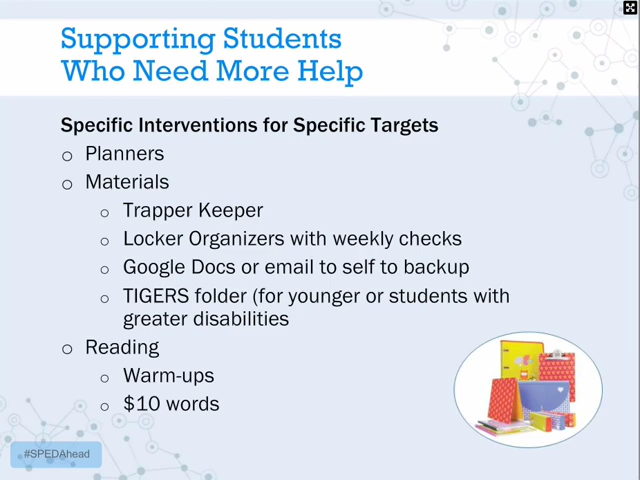 Supporting Students
Who Need More Help
Specific Interventions for Specific Targets
o Planners
o Materials
o Trapper Keeper
o Locker Organizers with weekly checks
o Google Docs or email to self to backup
o TIGERS folder (for younger or students with
greater disabilities
o Reading
o Warm-ups
o $10 words
#SPEDAhead